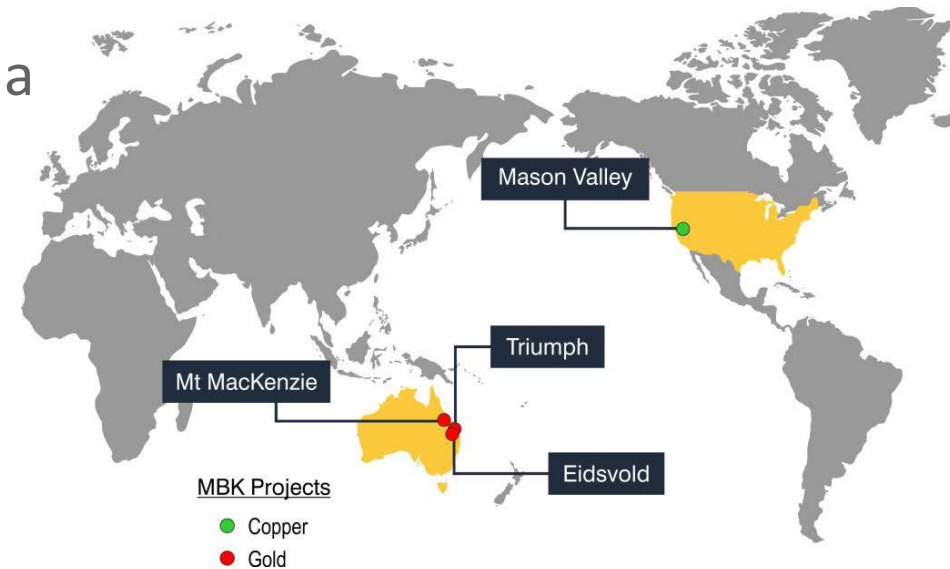 a
Mason Valley
Triumph
Mt MacKenzie
Eidsvold
MBK Projects
Copper
Gold